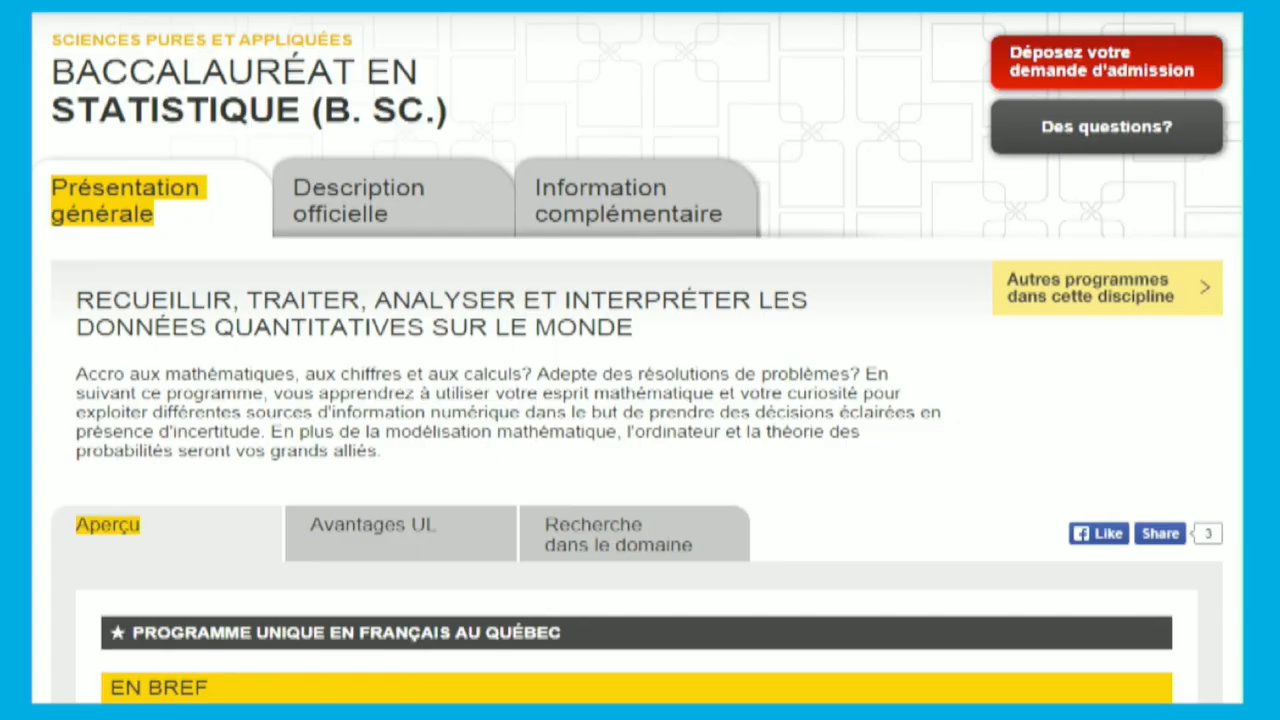 SCIENCES PURES ET APPLIQUÉES
BACCALAURÉAT EN
STATISTIQUE (B. SC.)
Déposez votre
demande d'admission
Des questions?
Présentation
générale
Description
officielle
Information
complémentaire
Autres programmes
dans cette discipline
RECUEILLIR, TRAITER, ANALYSER ET INTERPRÉTER LES
DONNÉES QUANTITATIVES SUR LE MONDE
Accro aux mathématiques, aux chiffres et aux calculs? Adepte des résolutions de problèmes? En
suivant ce programme, vous apprendrez à utiliser votre esprit mathématique et votre curiosité pour
exploiter différentes sources d'information numérique dans le but de prendre des décisions éclairées en
présence d'incertitude. En plus de la modélisation mathématique, l'ordinateur et la théorie des
probabilités seront vos grands alliés.
Aperçu
Avantages UL
Recherche
dans le domaine
Like
Share
3
★ PROGRAMME UNIQUE EN FRANÇAIS AU QUÉBEC
EN BREF